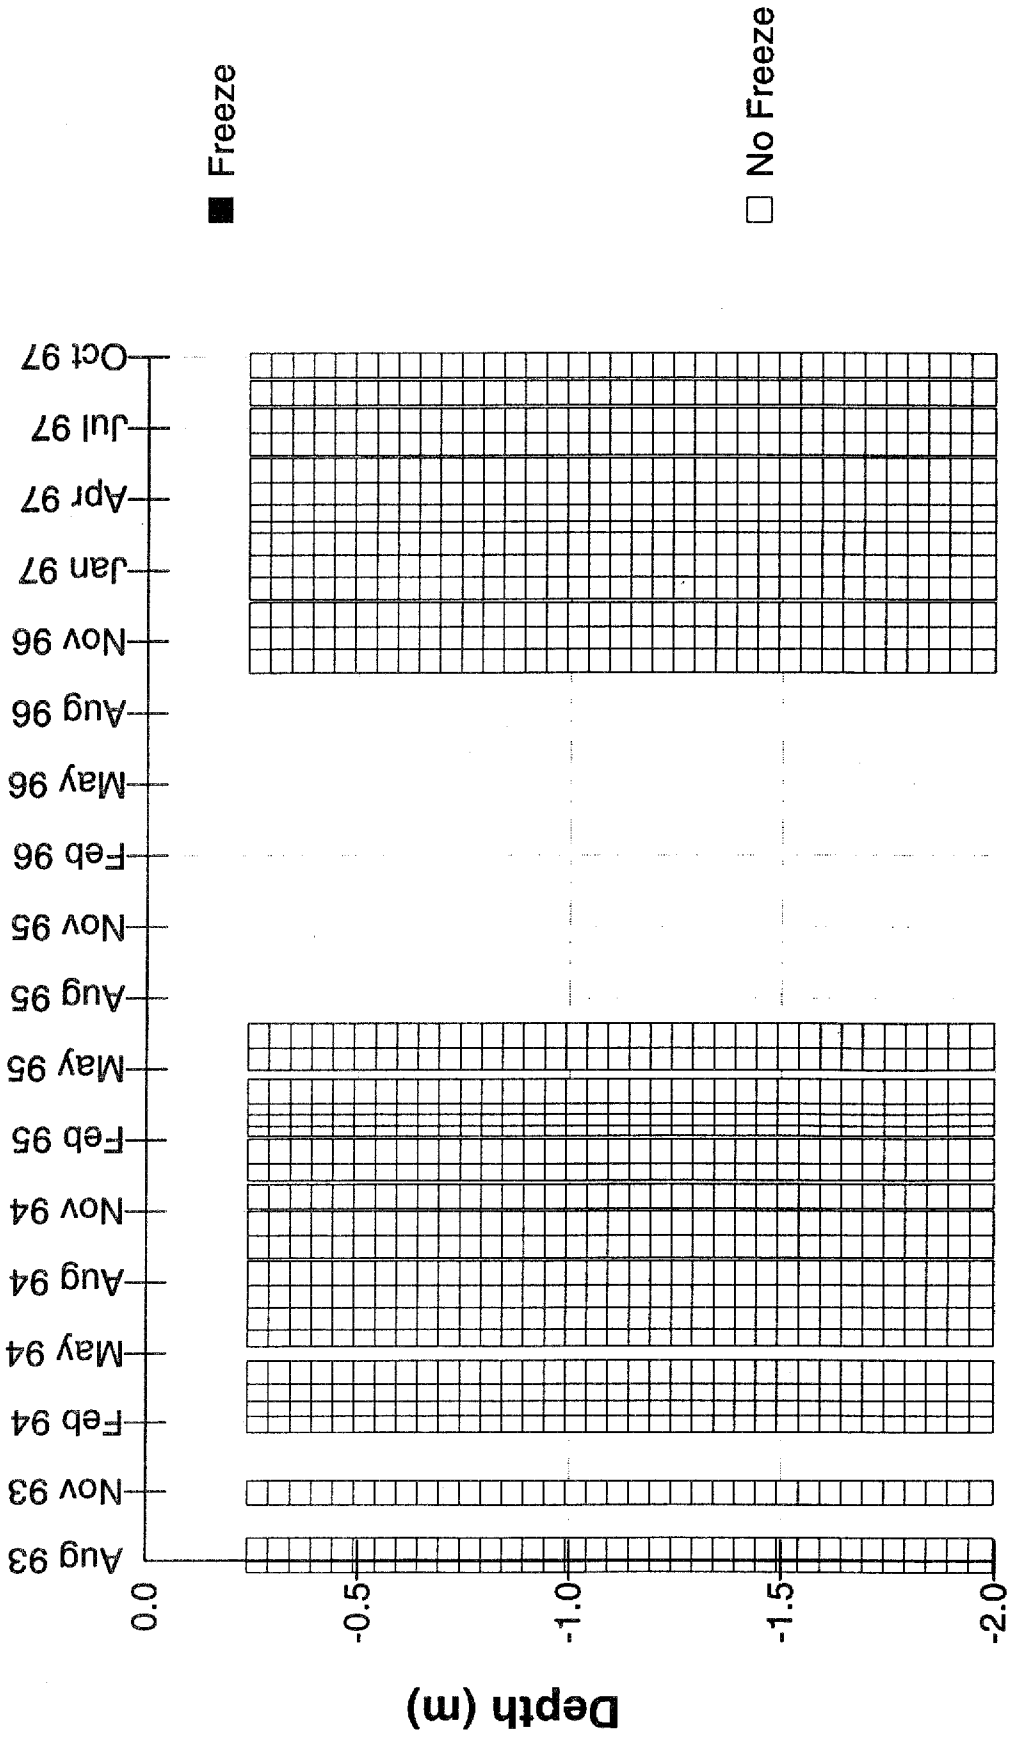 Aug 93
Nov 93
Feb 94
May 94
Aug 94
Nov 94
Feb 95
May 95
Aug 95
Nov 95
Feb 96
May 96
Aug 96
Nov 96
Jan 97
Apr 97
Jul 97
Oct 97
0.0
-0.5
-1.0
-1.5
-2.0
Depth (m)
Freeze
No Freeze